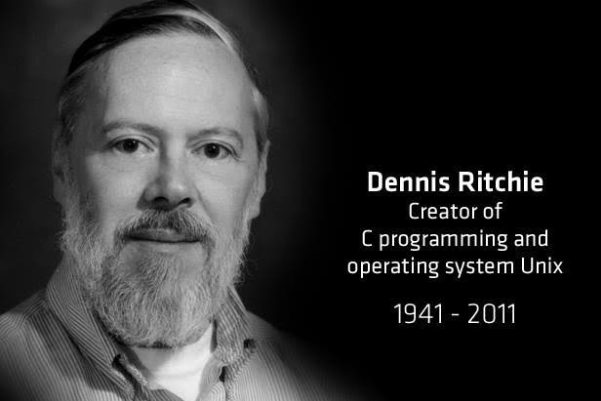 Dennis Ritchie
Creator of
C programming and
operating system Unix
1941 - 2011